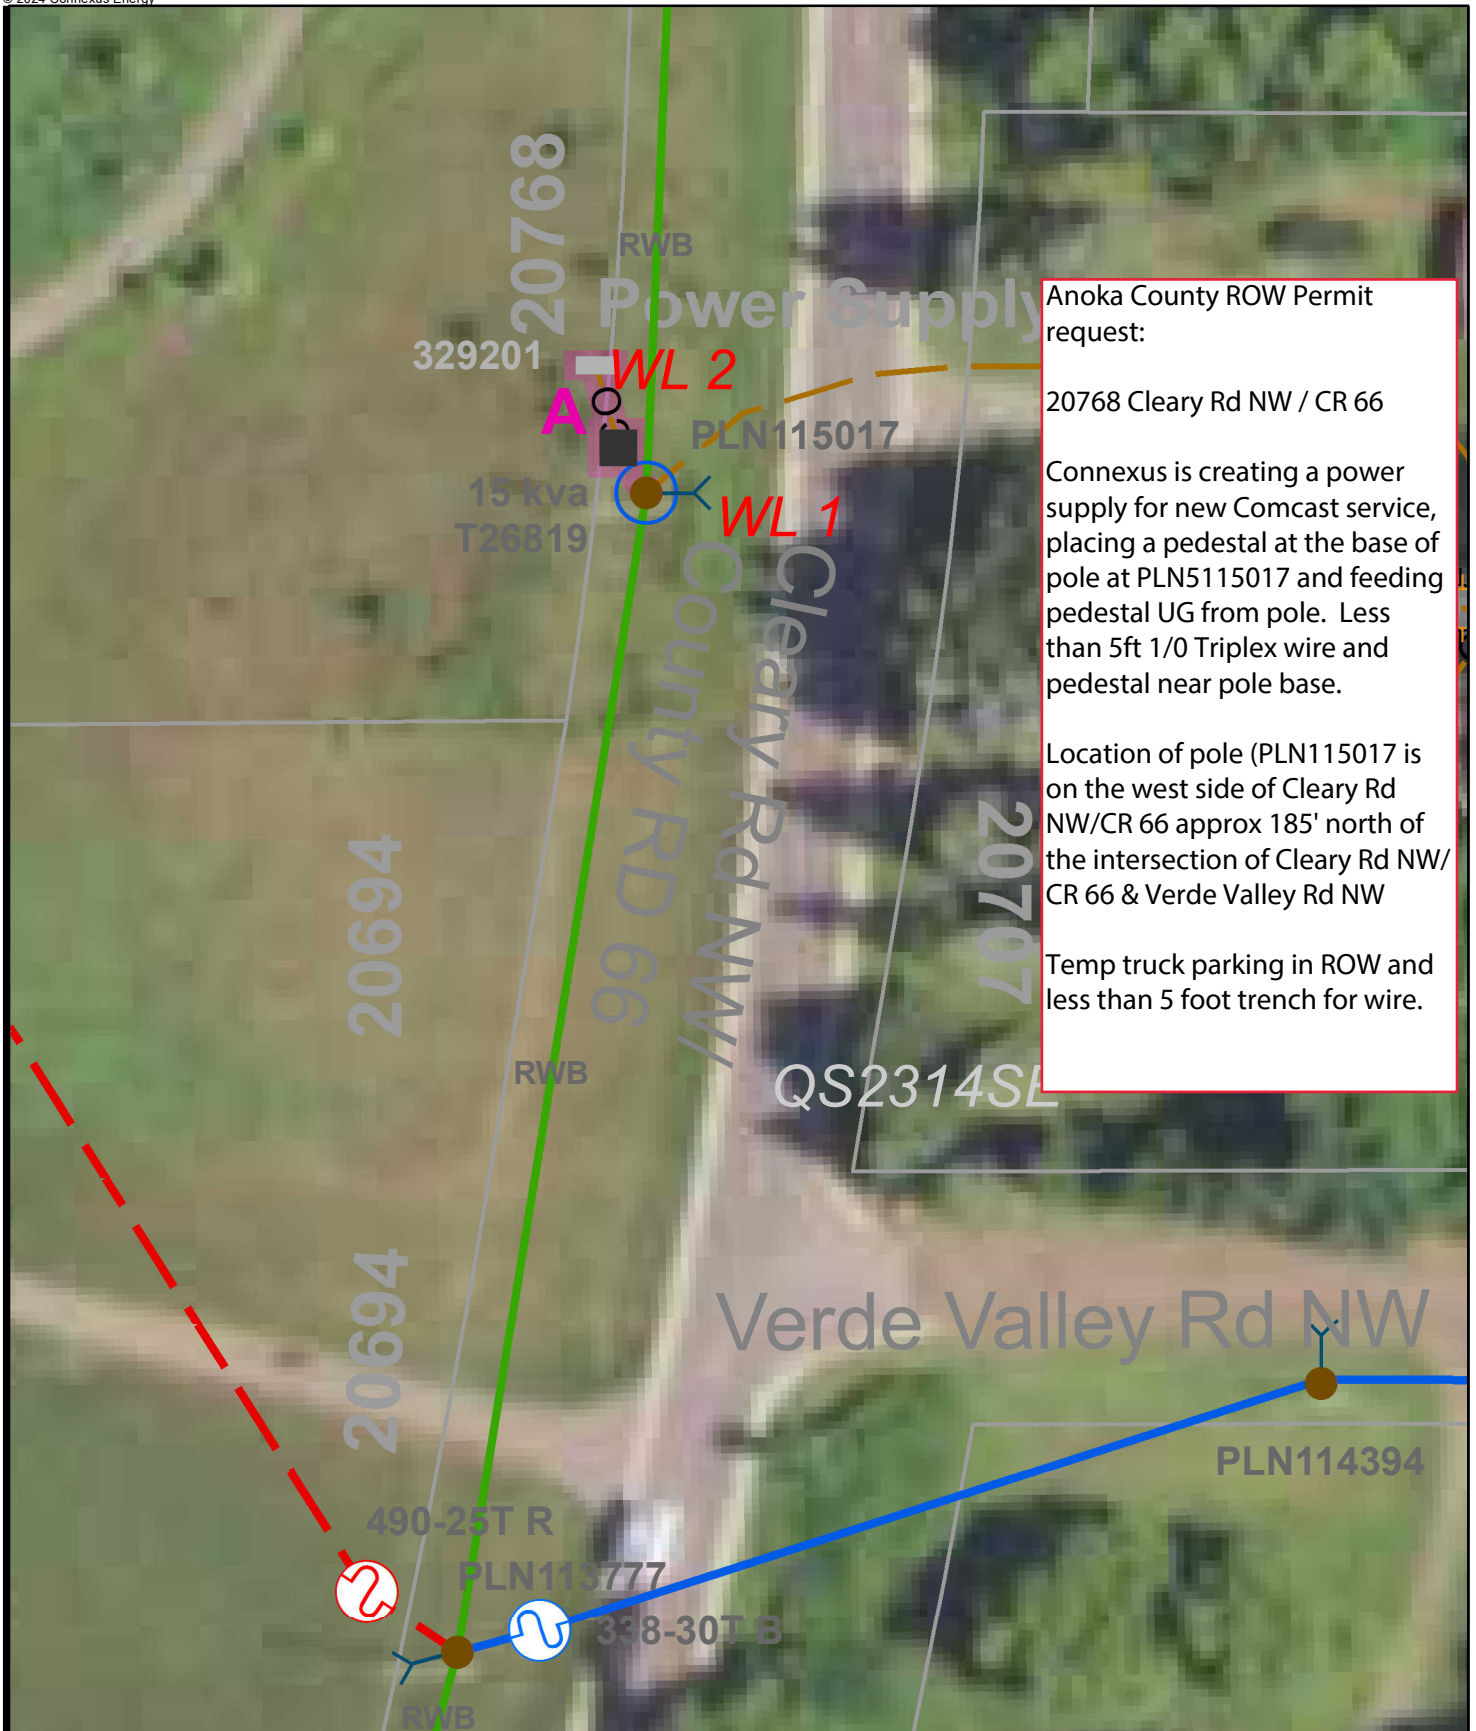 © 2024 Connexus Energy
20768
RWB
Power Supply
329201
WL 2
A
PLN115017
15 kva
T26819
WL 1
Cleary Rd NW/
County RD 66
20707
20694
RWB
QS2314SE
20694
Verde Valley Rd NW
PLN114394
490-25T R
PLN113777
338-30T B
RWB
Anoka County ROW Permit
request:
20768 Cleary Rd NW / CR 66
Connexus is creating a power
supply for new Comcast service,
placing a pedestal at the base of
pole at PLN5115017 and feeding
pedestal UG from pole.  Less
than 5ft 1/0 Triplex wire and
pedestal near pole base.
Location of pole (PLN115017 is
on the west side of Cleary Rd
NW/CR 66 approx 185' north of
the intersection of Cleary Rd NW/
CR 66 & Verde Valley Rd NW
Temp truck parking in ROW and
less than 5 foot trench for wire.